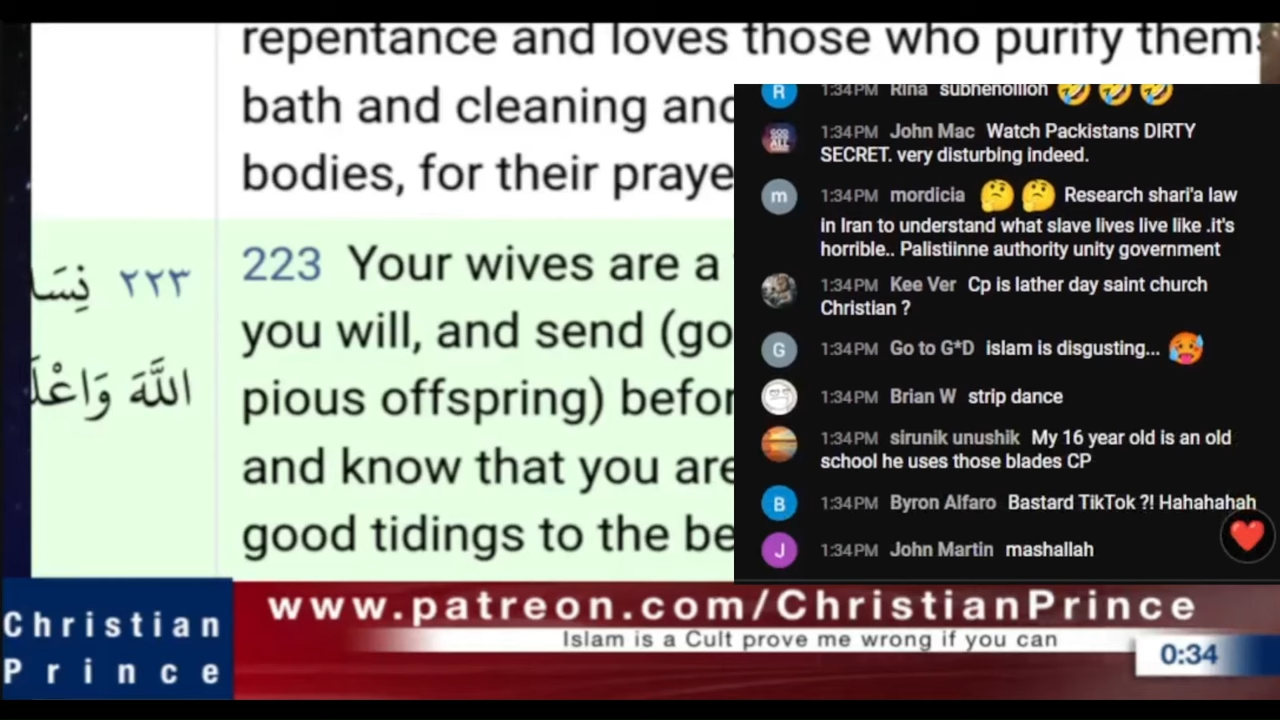 repentance and loves those who purify thems
bath and cleaning and
bodies, for their praye
٢٢٣ نِسَا
223 Your wives are a
you will, and send (go
اللَّهَ وَاعْلَ
pious offspring) befor
and know that you are
good tidings to the be
R 1:34PM Rina subhenollion 🤣🤣🤣
1:34PM John Mac Watch Packistans DIRTY
SECRET. very disturbing indeed.
m 1:34PM mordicia 🤔🤔 Research shari'a law
in Iran to understand what slave lives live like .it's
horrible.. Palistiinne authority unity government
1:34PM Kee Ver Cp is lather day saint church
Christian ?
G 1:34PM Go to G*D islam is disgusting... 🥵
1:34PM Brian W strip dance
1:34PM sirunik unushik My 16 year old is an old
school he uses those blades CP
B 1:34PM Byron Alfaro Bastard TikTok ?! Hahahahah
J 1:34PM John Martin mashallah
Christian
Prince
www.patreon.com/ChristianPrince
Islam is a Cult prove me wrong if you can
0:34